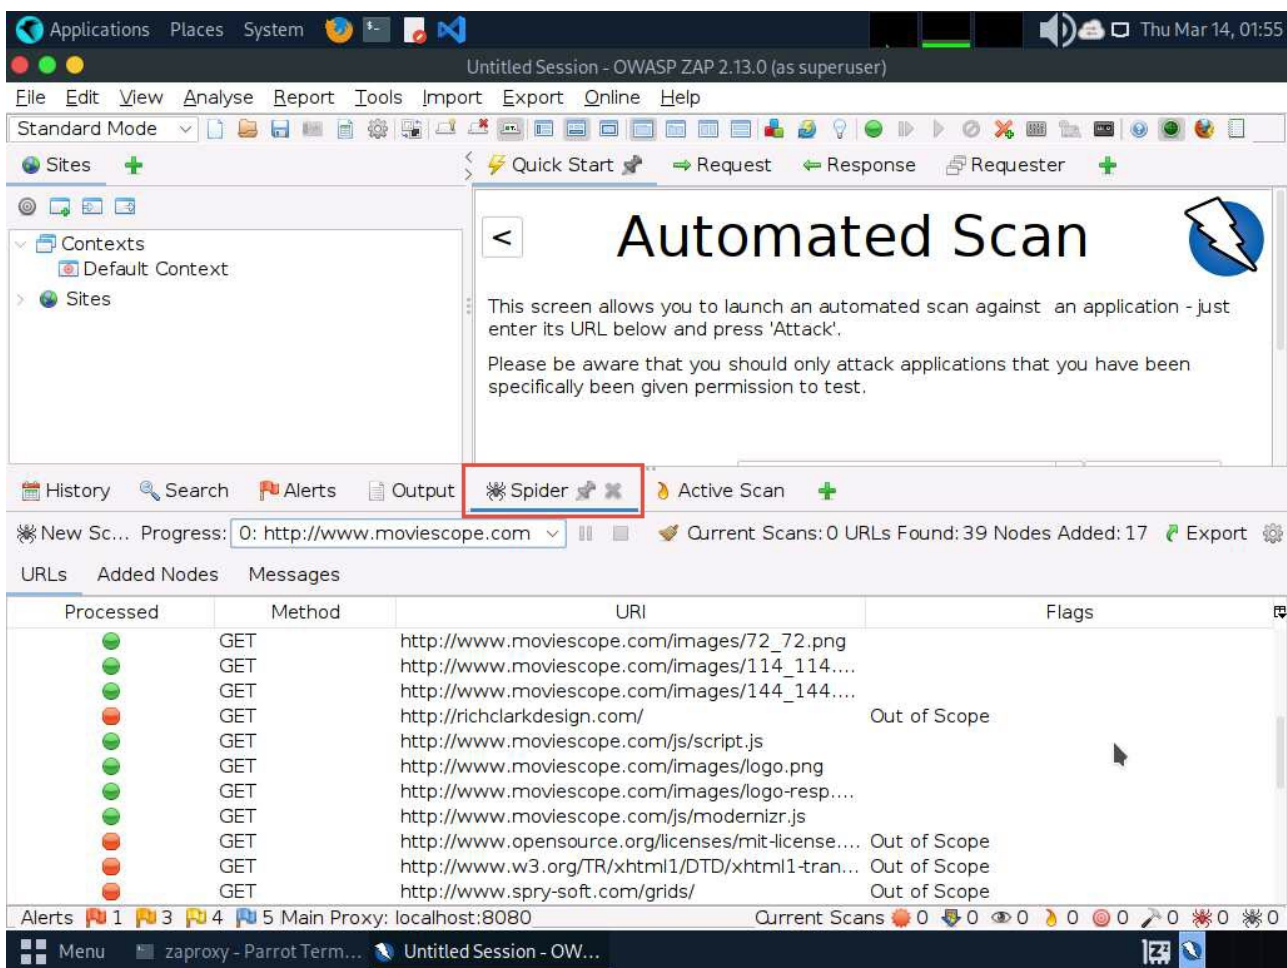 Applications Places System Thu Mar 14, 01:55
Untitled Session - OWASP ZAP 2.13.0 (as superuser)
File Edit View Analyse Report Tools Import Export Online Help
Standard Mode
Sites Quick Start Request Response Requester
Contexts
Default Context
Sites
< Automated Scan
This screen allows you to launch an automated scan against an application - just
enter its URL below and press 'Attack'.
Please be aware that you should only attack applications that you have been
specifically been given permission to test.
History Search Alerts Output Spider Active Scan
New Sc... Progress: 0: http://www.moviescope.com Current Scans: 0 URLs Found: 39 Nodes Added: 17 Export
URLs Added Nodes Messages
Processed Method URI Flags
GET http://www.moviescope.com/images/72_72.png
GET http://www.moviescope.com/images/114_114....
GET http://www.moviescope.com/images/144_144....
GET http://richclarkdesign.com/ Out of Scope
GET http://www.moviescope.com/js/script.js
GET http://www.moviescope.com/images/logo.png
GET http://www.moviescope.com/images/logo-resp....
GET http://www.moviescope.com/js/modernizr.js
GET http://www.opensource.org/licenses/mit-license.... Out of Scope
GET http://www.w3.org/TR/xhtml1/DTD/xhtml1-tran... Out of Scope
GET http://www.spry-soft.com/grids/ Out of Scope
Alerts 1 3 4 5 Main Proxy: localhost:8080 Current Scans 0 0 0 0 0 0 0 0
Menu zaproxy - Parrot Term... Untitled Session - OW...